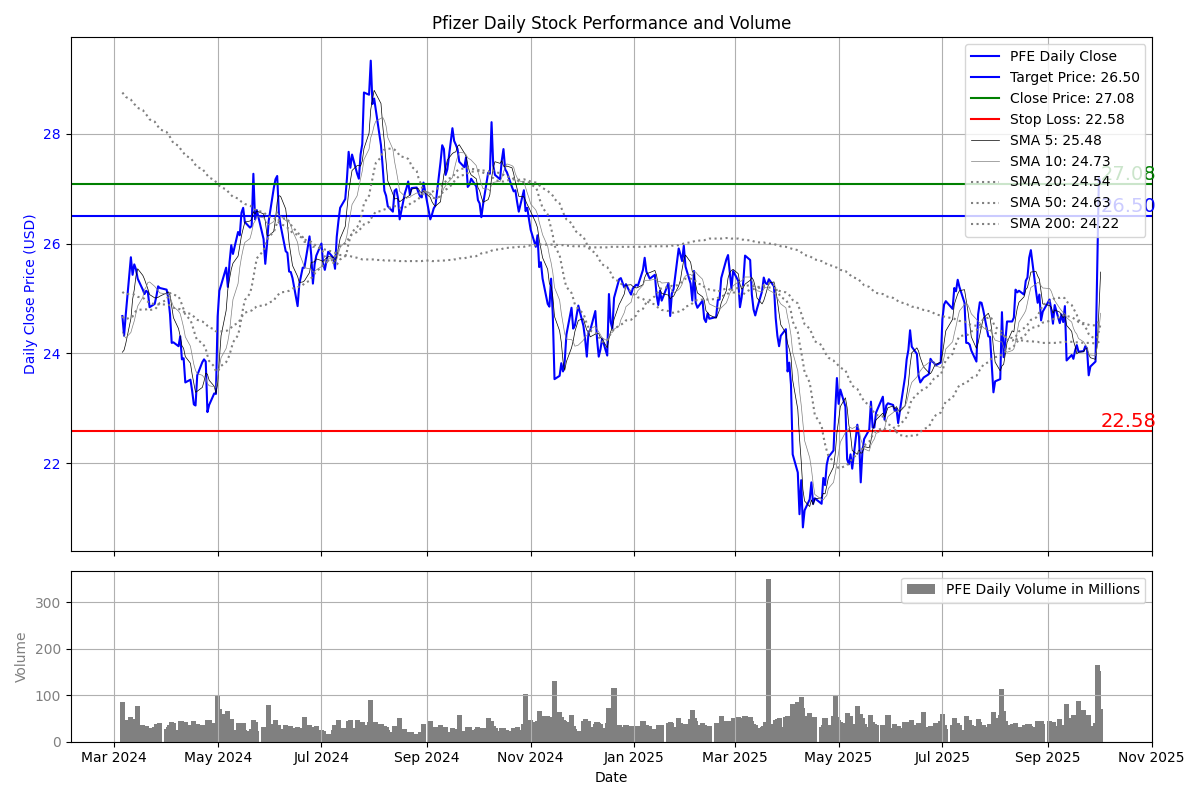 Pfizer Daily Stock Performance and Volume
PFE Daily Close
Target Price: 26.50
Close Price: 27.08
Stop Loss: 22.58
SMA 5: 25.48
SMA 10: 24.73
SMA 20: 24.54
SMA 50: 24.63
SMA 200: 24.22
27.08
26.50
22.58
Daily Close Price (USD)
28
26
24
22
PFE Daily Volume in Millions
Volume
300
200
100
0
Mar 2024
May 2024
Jul 2024
Sep 2024
Nov 2024
Jan 2025
Mar 2025
May 2025
Jul 2025
Sep 2025
Nov 2025
Date